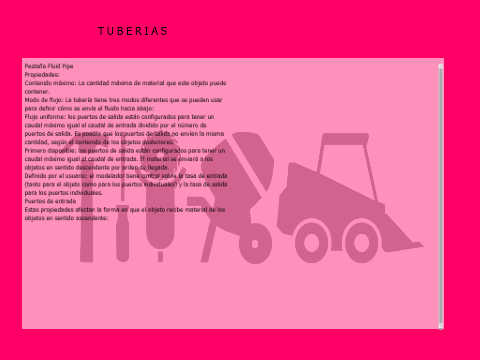 TUBERIAS
Pestaña Fluid Pipe
Propiedades:
Contenido máximo: La cantidad máxima de material que este objeto puede
contener.
Modo de flujo: La tubería tiene tres modos diferentes que se pueden usar
para definir cómo se envía el fluido hacia abajo:
Flujo uniforme: los puertos de salida están configurados para tener un
caudal máximo igual al caudal de entrada dividido por el número de
puertos de salida. Es posible que los puertos de salida no envíen la misma
cantidad, según el contenido de los objetos posteriores.
Primero disponible: los puertos de salida están configurados para tener un
caudal máximo igual al caudal de entrada. El material se enviará a los
objetos en sentido descendente por orden de llegada.
Definido por el usuario: el modelador tiene control sobre la tasa de entrada
(tanto para el objeto como para los puertos individuales) y la tasa de salida
para los puertos individuales.
Puertos de entrada
Estas propiedades afectan la forma en que el objeto recibe material de los
objetos en sentido ascendente: